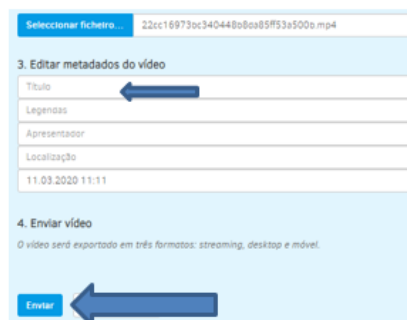 Seleccionar ficheiro... 22cc16973bc340448b8da85ff53a500b.mp4
3. Editar metadados do vídeo
Título
Legendas
Apresentador
Localização
11.03.2020 11:11
4. Enviar vídeo
O vídeo será exportado em três formatos: streaming, desktop e móvel.
Enviar